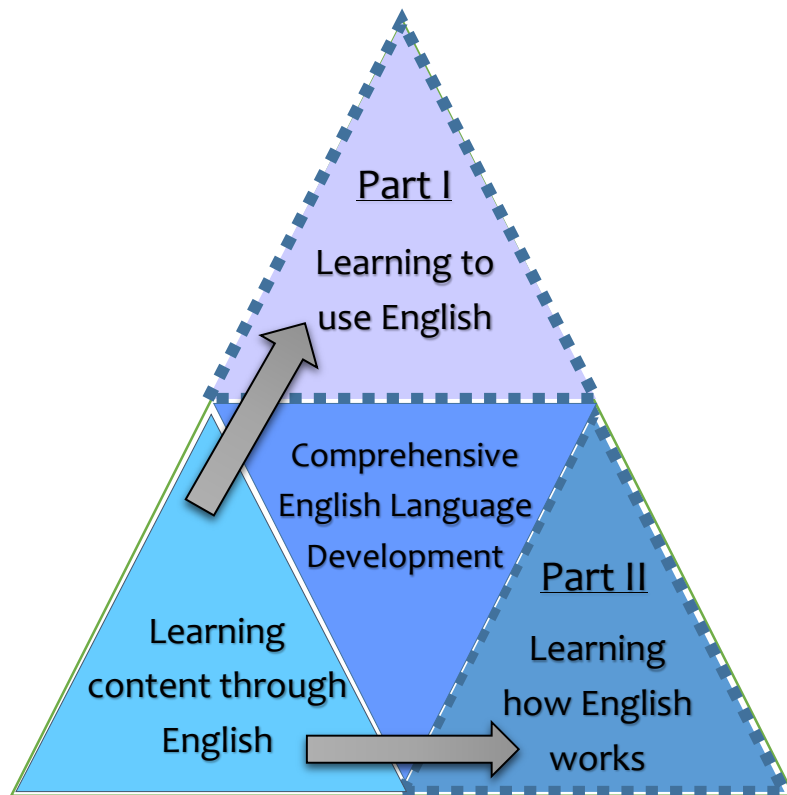 Part I
Learning to
use English
Comprehensive
English Language
Development
Learning
content through
English
Part II
Learning
how English
works